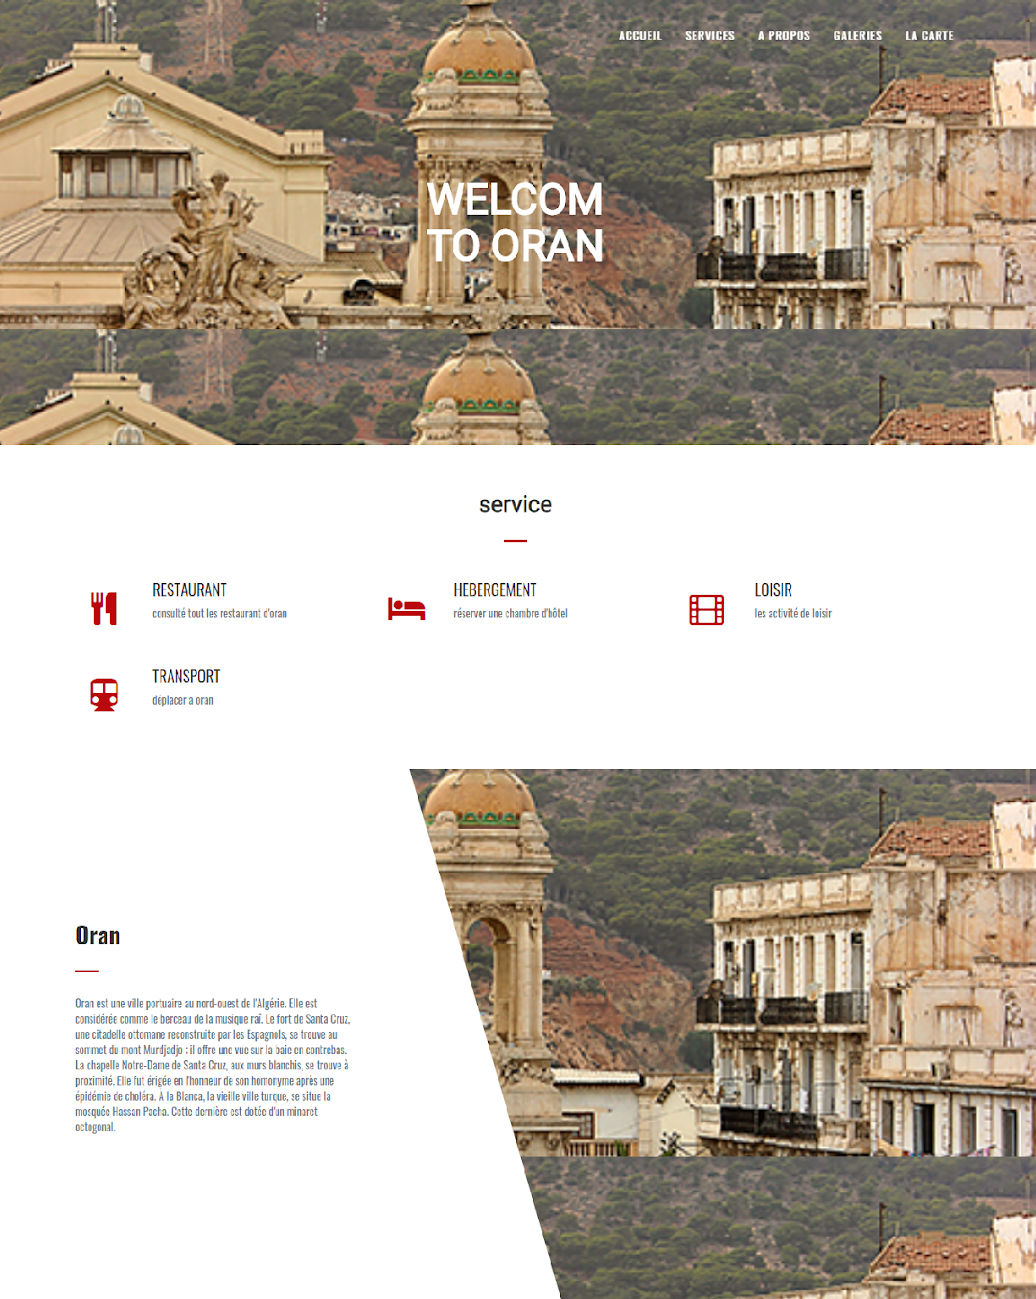 ACCUEIL SERVICES A PROPOS GALERIES LA CARTE
WELCOM
TO ORAN
service
RESTAURANT
consulté tout les restaurant d'oran
HEBERGEMENT
réserver une chambre d'hôtel
LOISIR
les activité de loisir
TRANSPORT
déplacer a oran
Oran
Oran est une ville portuaire au nord-ouest de l'Algérie. Elle est
considérée comme le berceau de la musique raï. Le fort de Santa Cruz,
une citadelle ottomane reconstruite par les Espagnols, se trouve au
sommet du mont Murdjadjo ; il offre une vue sur la baie en contrebas.
La chapelle Notre-Dame de Santa Cruz, aux murs blanchis, se trouve à
proximité. Elle fut érigée en l'honneur de son homonyme après une
épidémie de choléra. À la Blanca, la vieille ville turque, se situe la
mosquée Hassan Pacha. Cette dernière est dotée d'un minaret
octogonal.